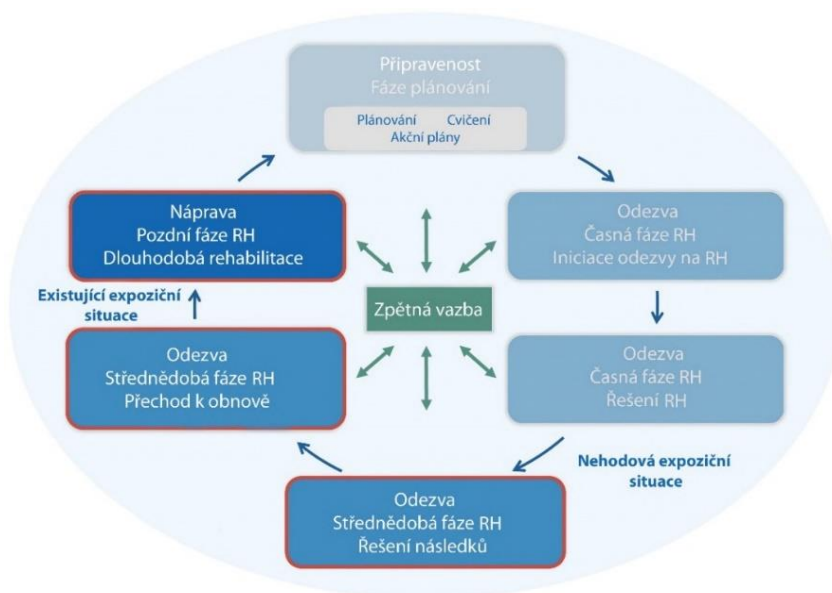 Připravenost
Fáze plánování
Plánování Cvičení
Akční plány
Odezva
Časná fáze RH
Iniciace odezvy na RH
Odezva
Časná fáze RH
Řešení RH
Nehodová expoziční
situace
Odezva
Střednědobá fáze RH
Řešení následků
Odezva
Střednědobá fáze RH
Přechod k obnově
Existující expoziční
situace
Náprava
Pozdní fáze RH
Dlouhodobá rehabilitace
Zpětná vazba